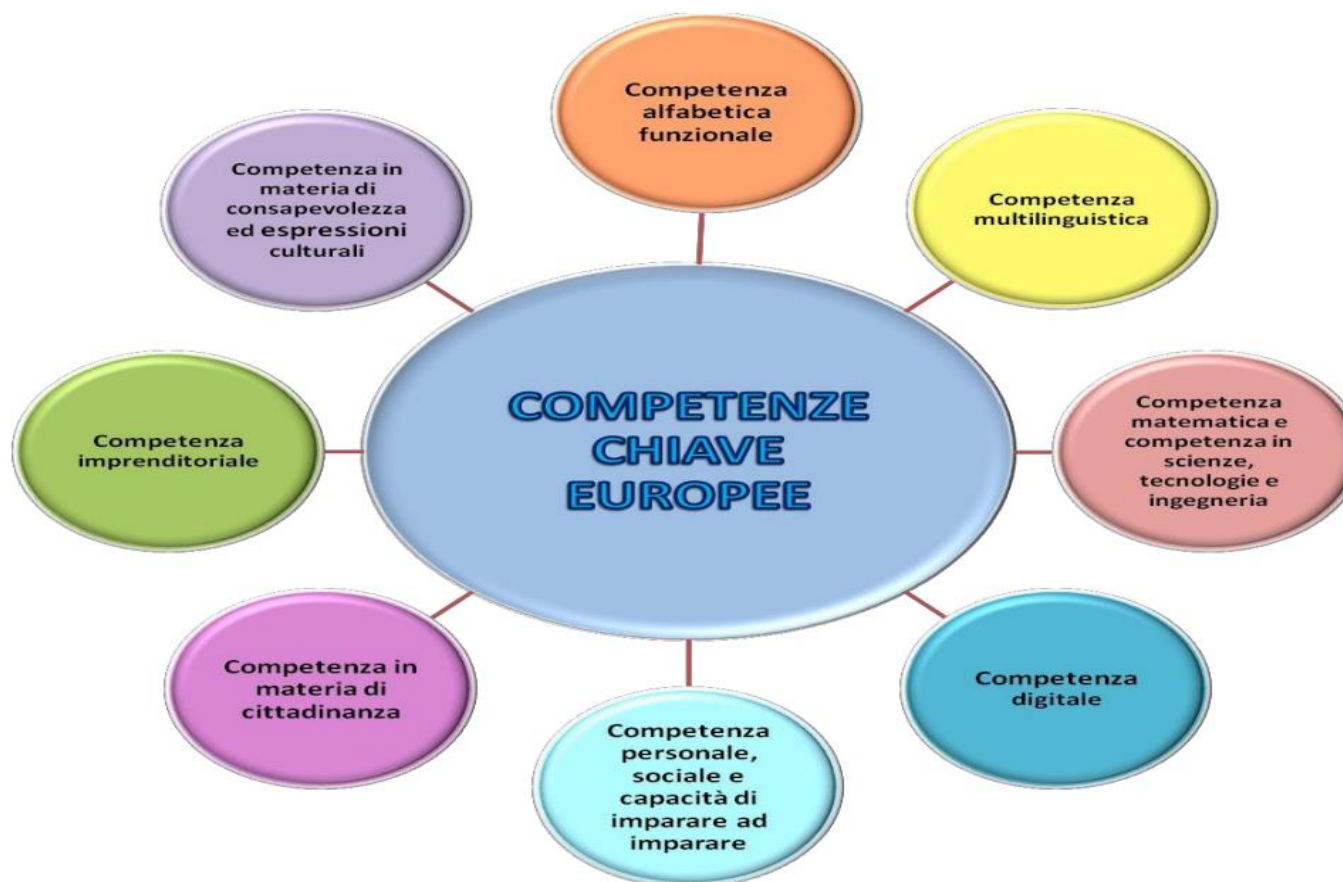 Competenza
alfabetica
funzionale
Competenza in
materia di
consapevolezza
ed espressioni
culturali
Competenza
multilinguistica
COMPETENZE
CHIAVE
EUROPEE
Competenza
imprenditoriale
Competenza
matematica e
competenza in
scienze,
tecnologie e
ingegneria
Competenza in
materia di
cittadinanza
Competenza
digitale
Competenza
personale,
sociale e
capacità di
imparare ad
imparare